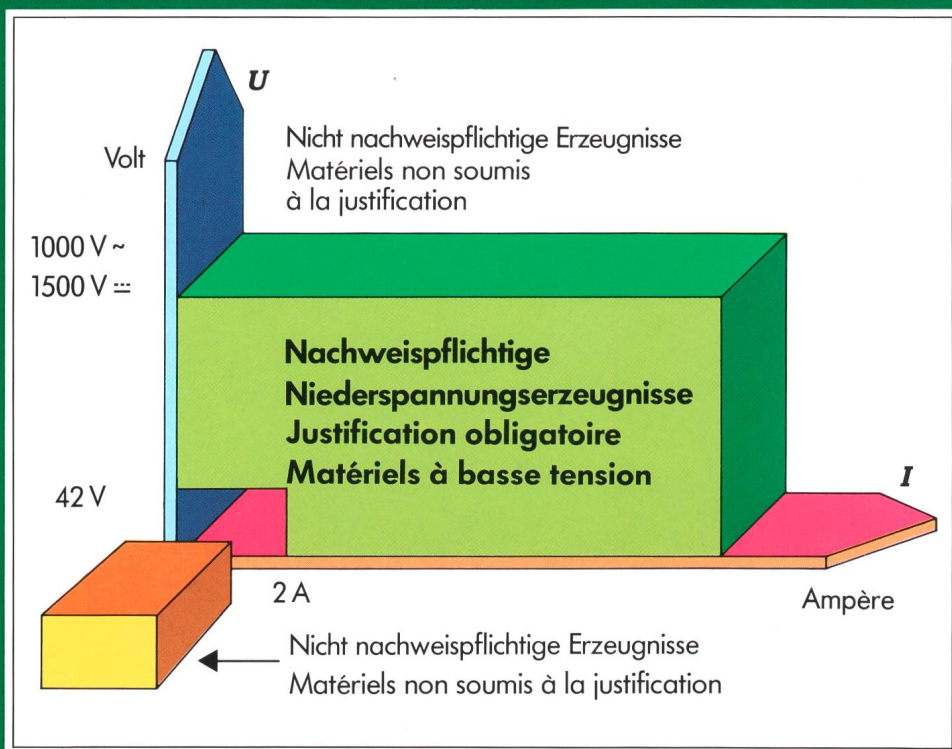 U
Volt
Nicht nachweispflichtige Erzeugnisse
Matériels non soumis
à la justification
1000 V ~
1500 V ⎓
Nachweispflichtige
Niederspannungserzeugnisse
Justification obligatoire
Matériels à basse tension
42 V
I
2 A
Ampère
Nicht nachweispflichtige Erzeugnisse
Matériels non soumis à la justification